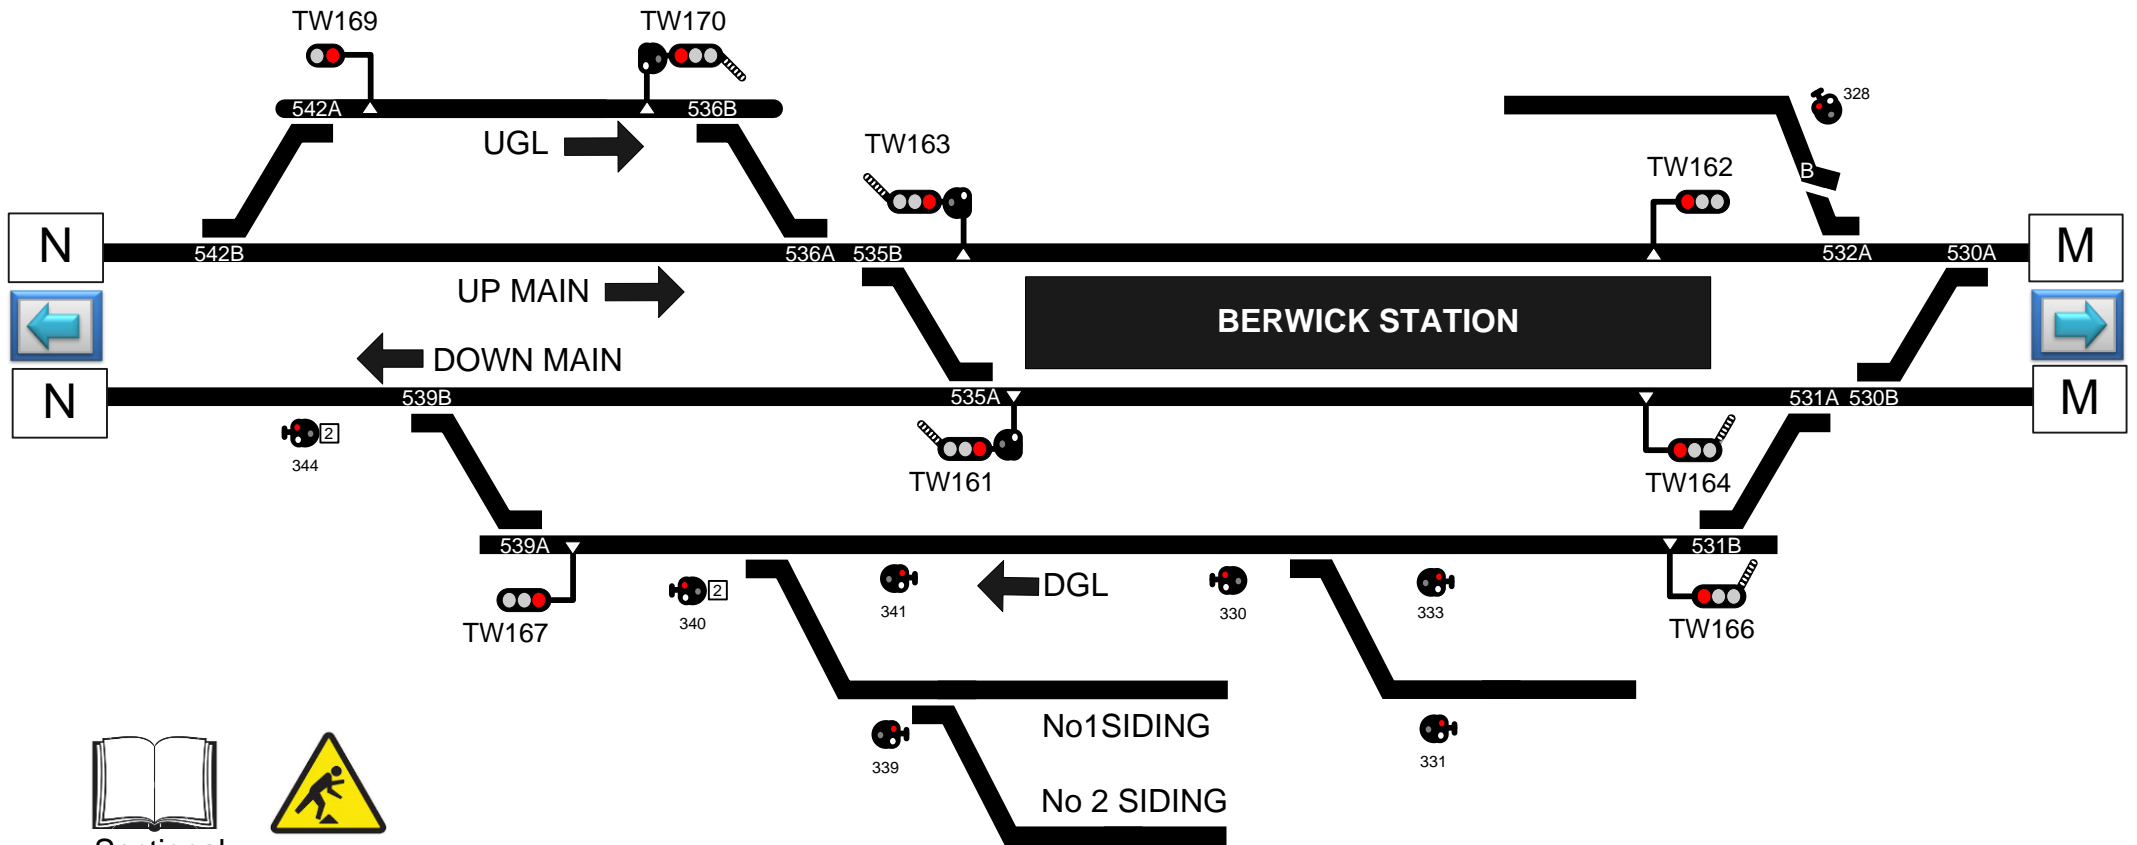 TW169
TW170
542A
536B
328
UGL
TW163
TW162
B
N
542B
536A
535B
532A
530A
M
UP MAIN
BERWICK STATION
DOWN MAIN
N
539B
535A
531A
530B
M
2
344
TW161
TW164
539A
531B
2
341
DGL
330
333
340
TW167
TW166
No1SIDING
339
331
No 2 SIDING